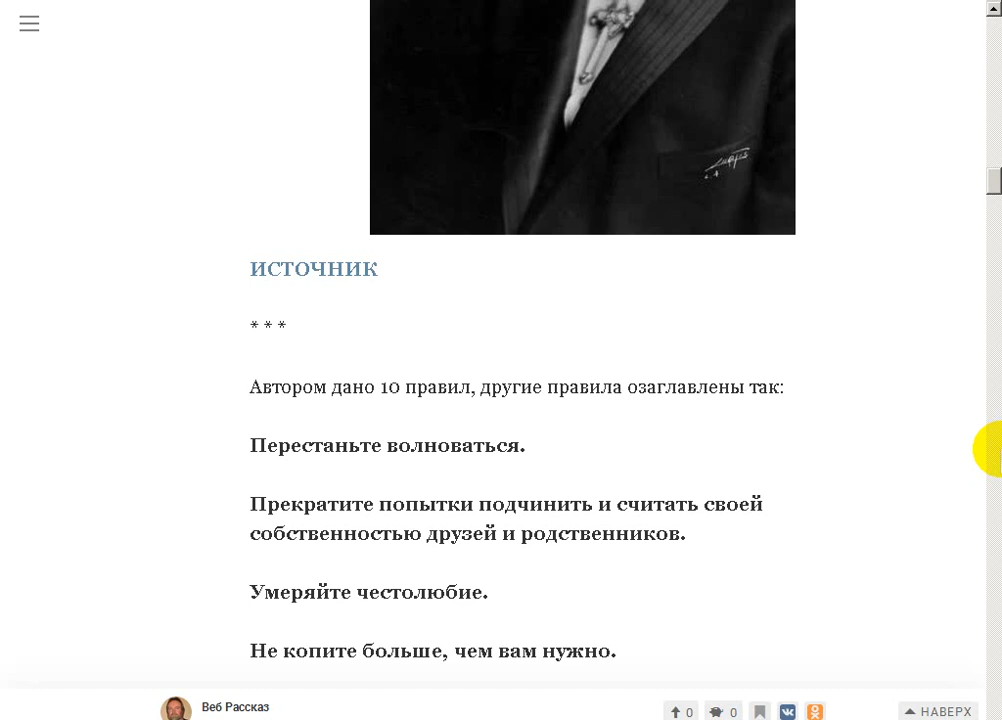 ИСТОЧНИК
* * *
Автором дано 10 правил, другие правила озаглавлены так:
Перестаньте волноваться.
Прекратите попытки подчинить и считать своей
собственностью друзей и родственников.
Умеряйте честолюбие.
Не копите больше, чем вам нужно.
Веб Рассказ
0
0
НАВЕРХ